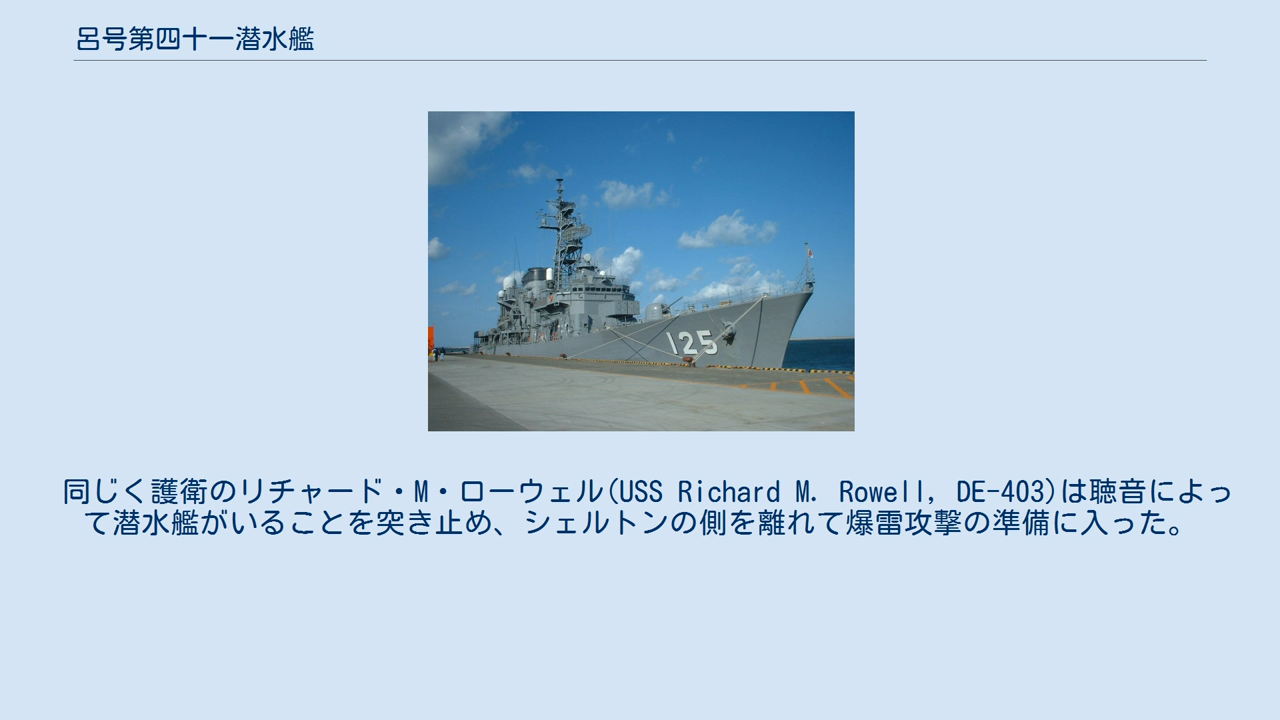 呂号第四十一潜水艦
125
同じく護衛のリチャード・M・ローウェル(USS Richard M. Rowell, DE-403)は聴音によっ
て潜水艦がいることを突き止め、シェルトンの側を離れて爆雷攻撃の準備に入った。